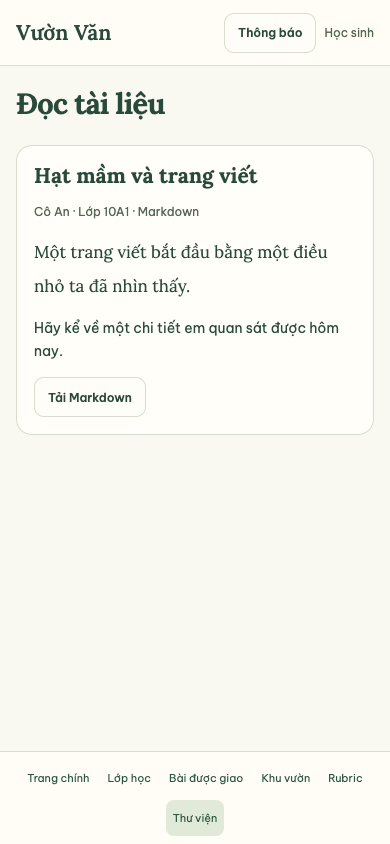 Vườn Văn
Thông báo
Học sinh
Đọc tài liệu
Hạt mầm và trang viết
Cô An · Lớp 10A1 · Markdown
Một trang viết bắt đầu bằng một điều
nhỏ ta đã nhìn thấy.
Hãy kể về một chi tiết em quan sát được hôm
nay.
Tải Markdown
Trang chính
Lớp học
Bài được giao
Khu vườn
Rubric
Thư viện